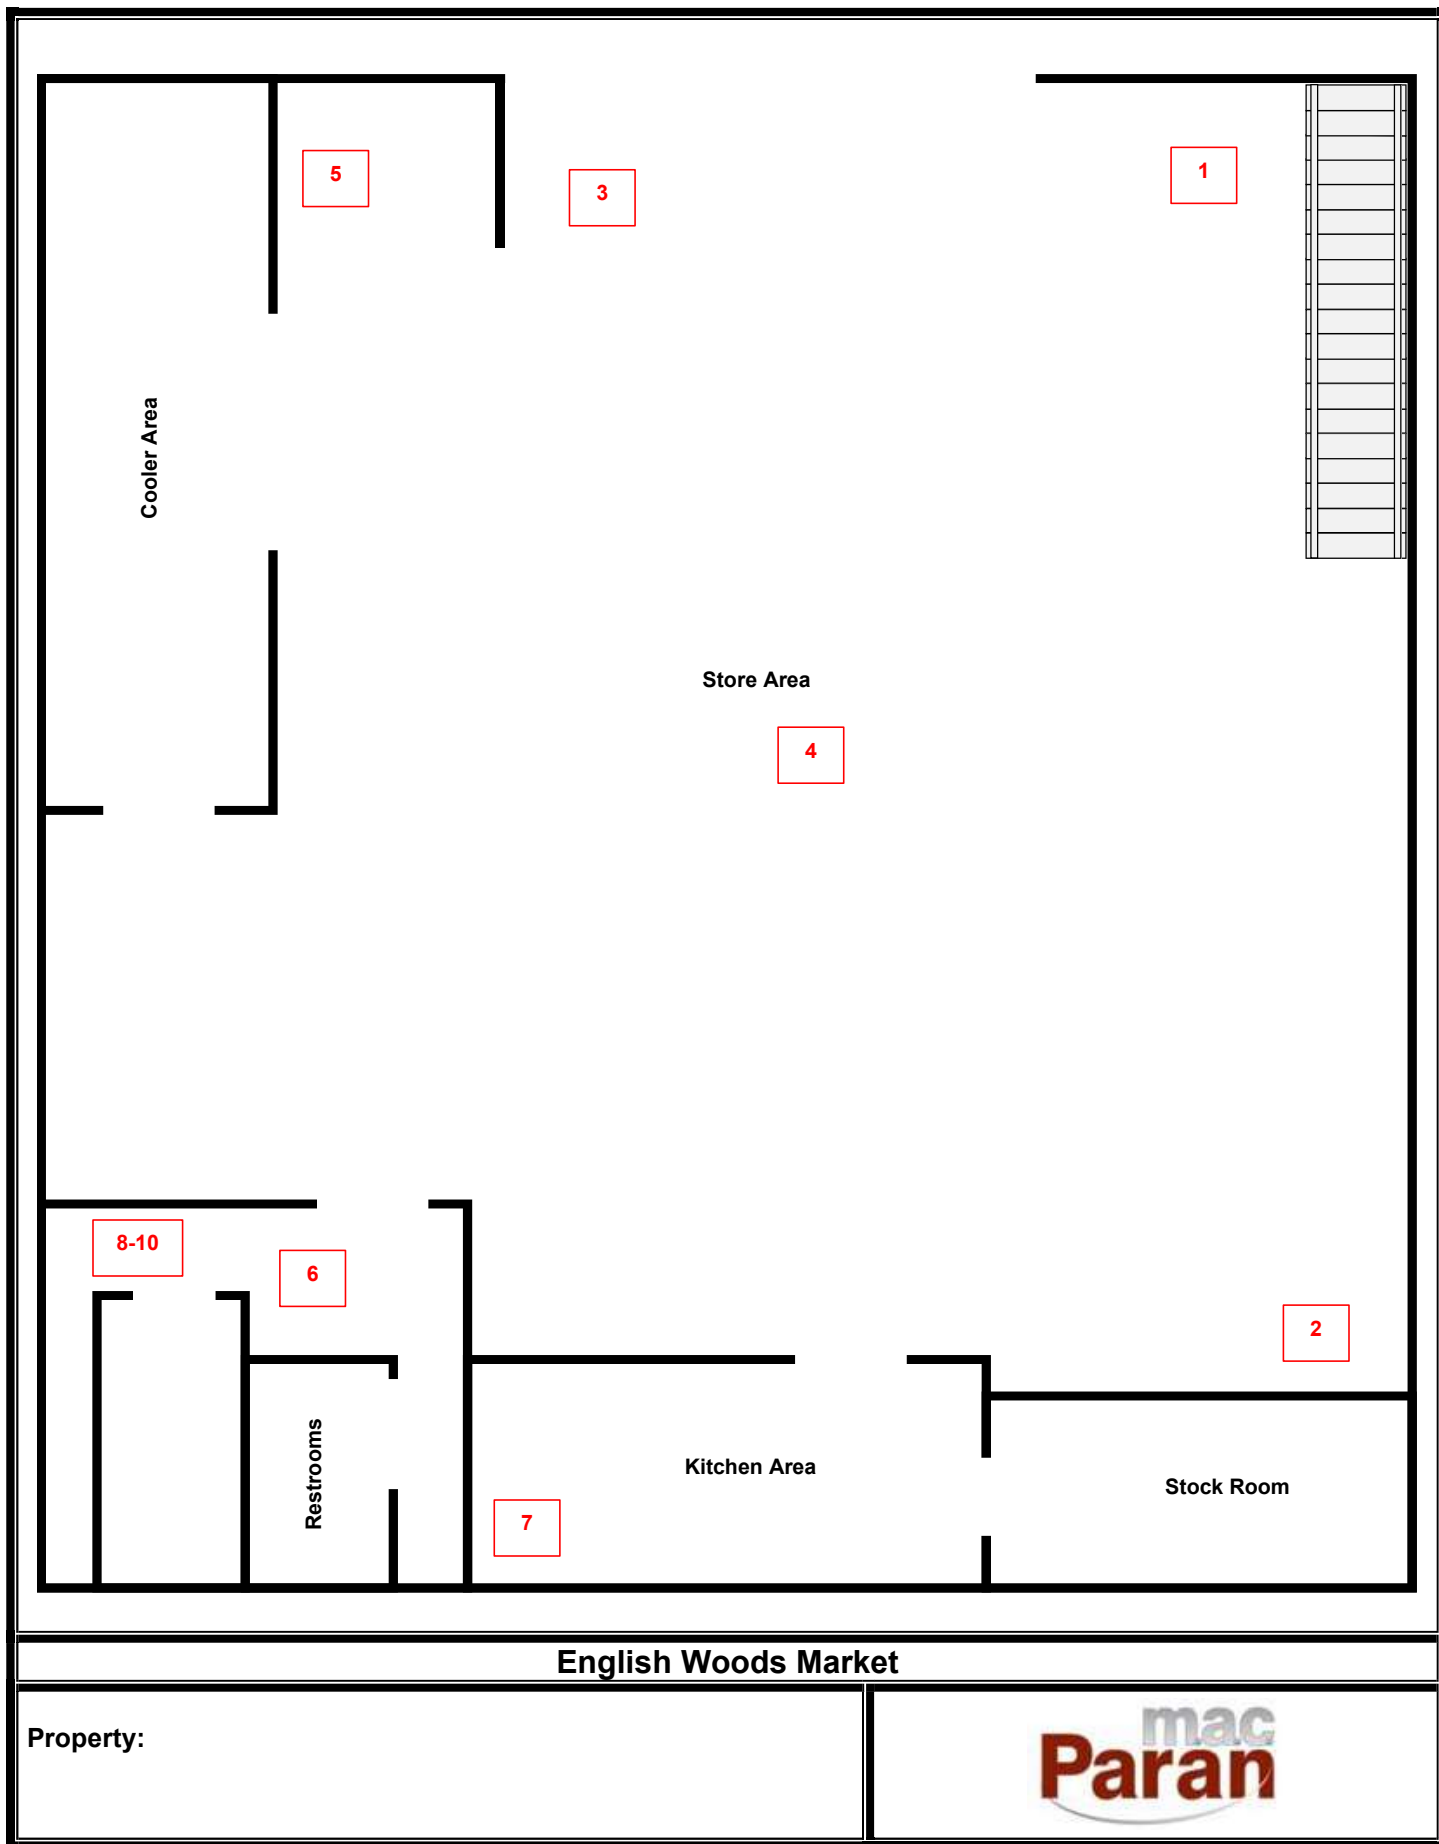 5
3
1
Cooler Area
Store Area
4
8-10
6
2
Restrooms
Kitchen Area
Stock Room
7
English Woods Market
Property:
mac
Paran